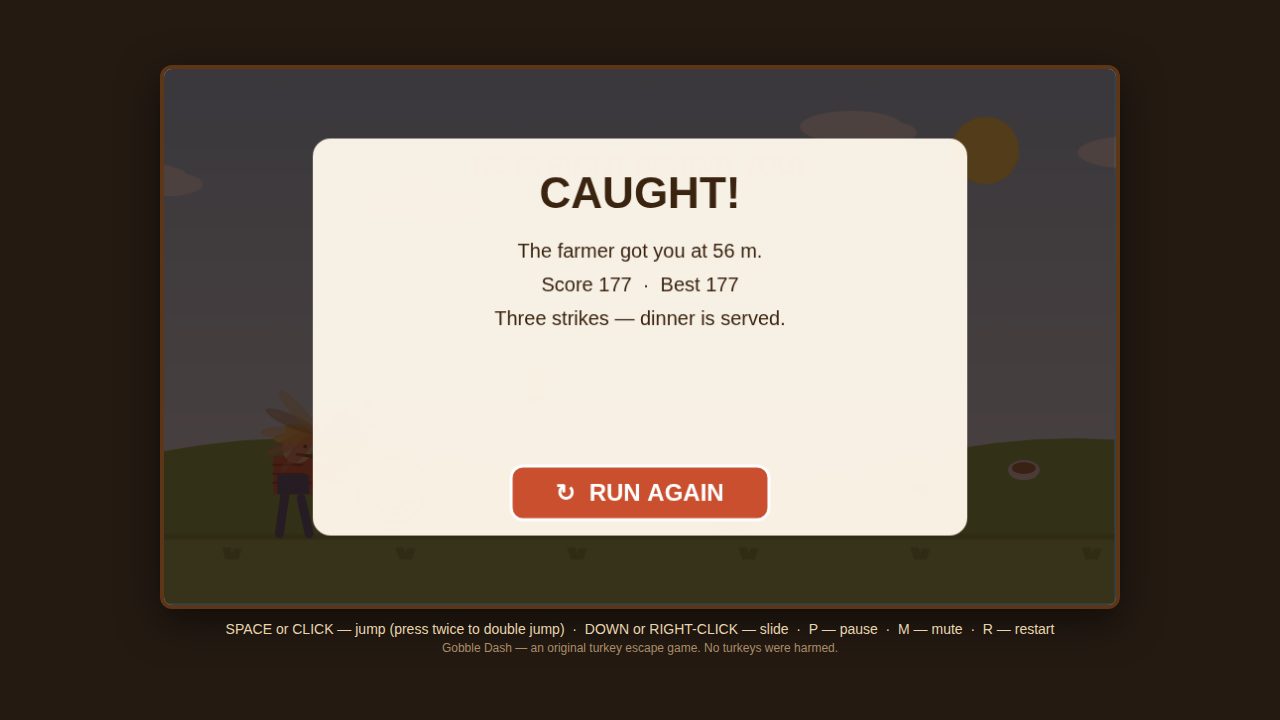 CAUGHT!
The farmer got you at 56 m.
Score 177 · Best 177
Three strikes — dinner is served.
↻ RUN AGAIN
SPACE or CLICK — jump (press twice to double jump) · DOWN or RIGHT-CLICK — slide · P — pause · M — mute · R — restart
Gobble Dash — an original turkey escape game. No turkeys were harmed.